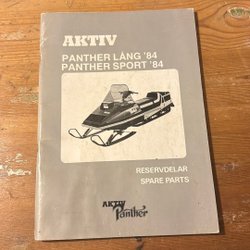 AKTIV
PANTHER LÅNG '84
PANTHER SPORT '84
RESERVDELAR
SPARE PARTS
AKTIV
Panther